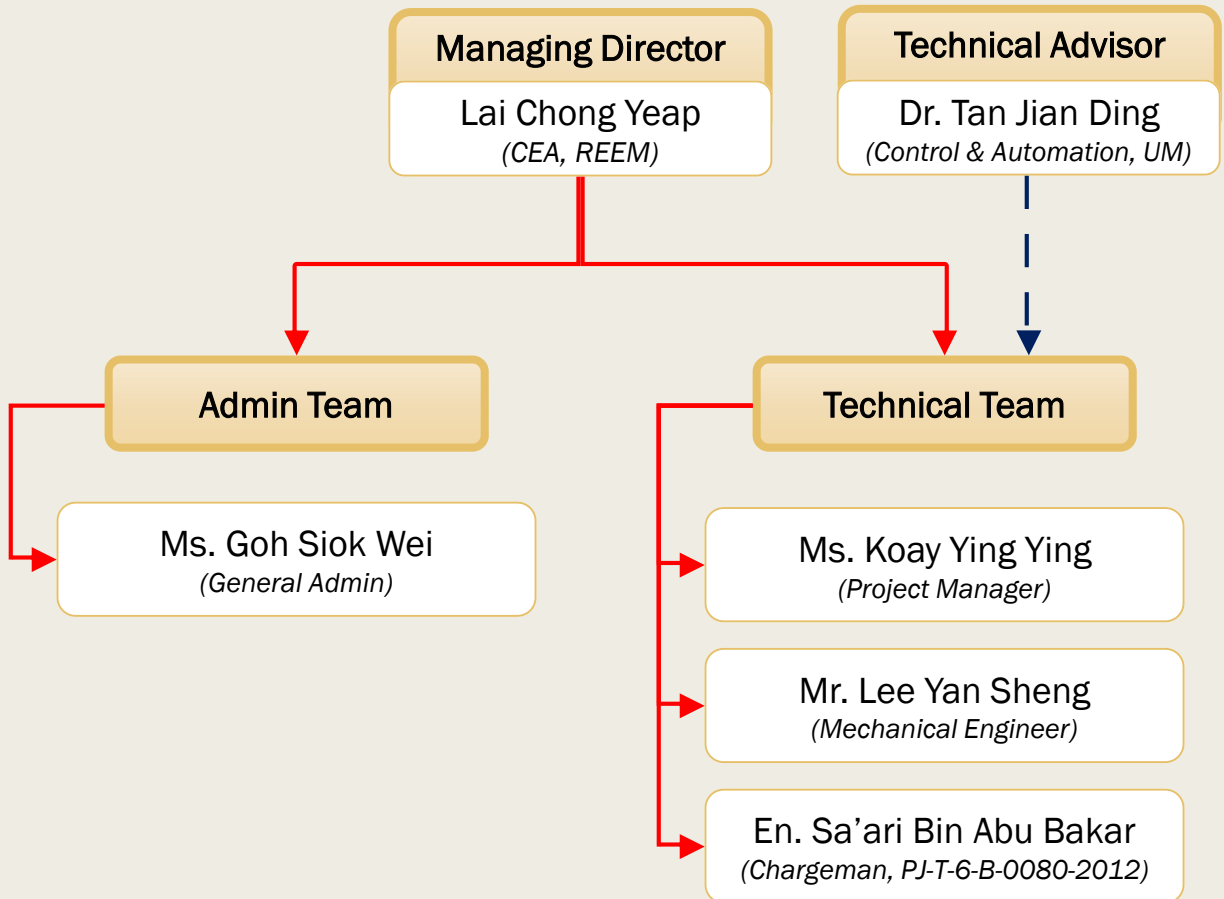 Managing Director
Lai Chong Yeap
(CEA, REEM)
Technical Advisor
Dr. Tan Jian Ding
(Control & Automation, UM)
Admin Team
Ms. Goh Siok Wei
(General Admin)
Technical Team
Ms. Koay Ying Ying
(Project Manager)
Mr. Lee Yan Sheng
(Mechanical Engineer)
En. Sa’ari Bin Abu Bakar
(Chargeman, PJ-T-6-B-0080-2012)